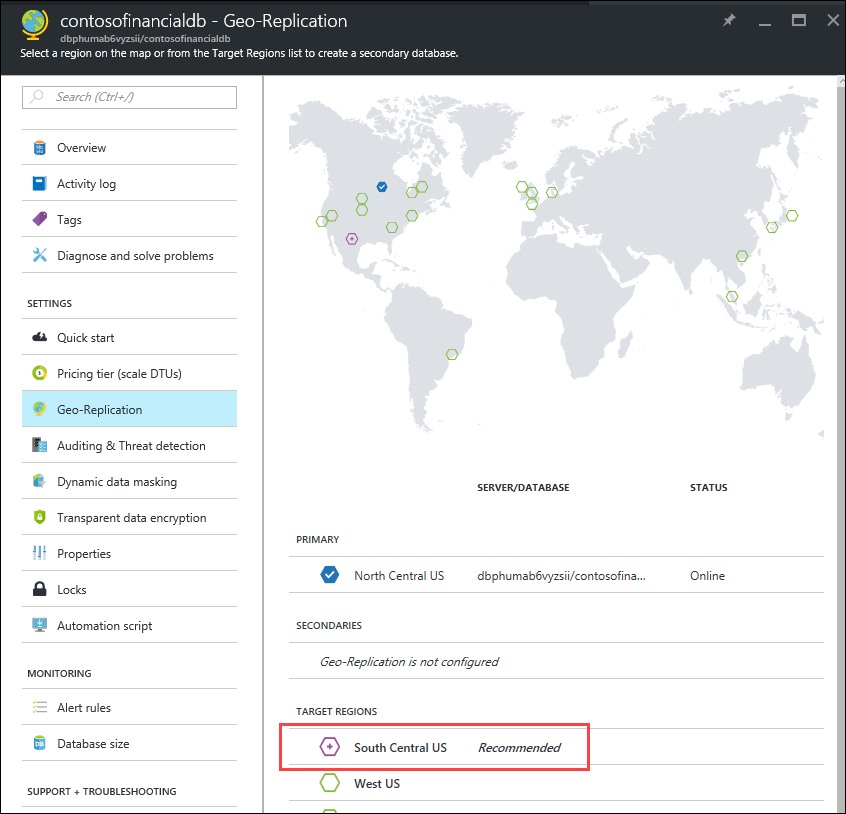 contosofinancialdb - Geo-Replication
dbphumab6vyzsii/contosofinancialdb
Select a region on the map or from the Target Regions list to create a secondary database.
Search (Ctrl+/)
Overview
Activity log
Tags
Diagnose and solve problems
SETTINGS
Quick start
Pricing tier (scale DTUs)
Geo-Replication
Auditing & Threat detection
Dynamic data masking
Transparent data encryption
Properties
Locks
Automation script
MONITORING
Alert rules
Database size
SUPPORT + TROUBLESHOOTING
SERVER/DATABASE STATUS
PRIMARY
North Central US dbphumab6vyzsii/contosofina... Online
SECONDARIES
Geo-Replication is not configured
TARGET REGIONS
South Central US Recommended
West US